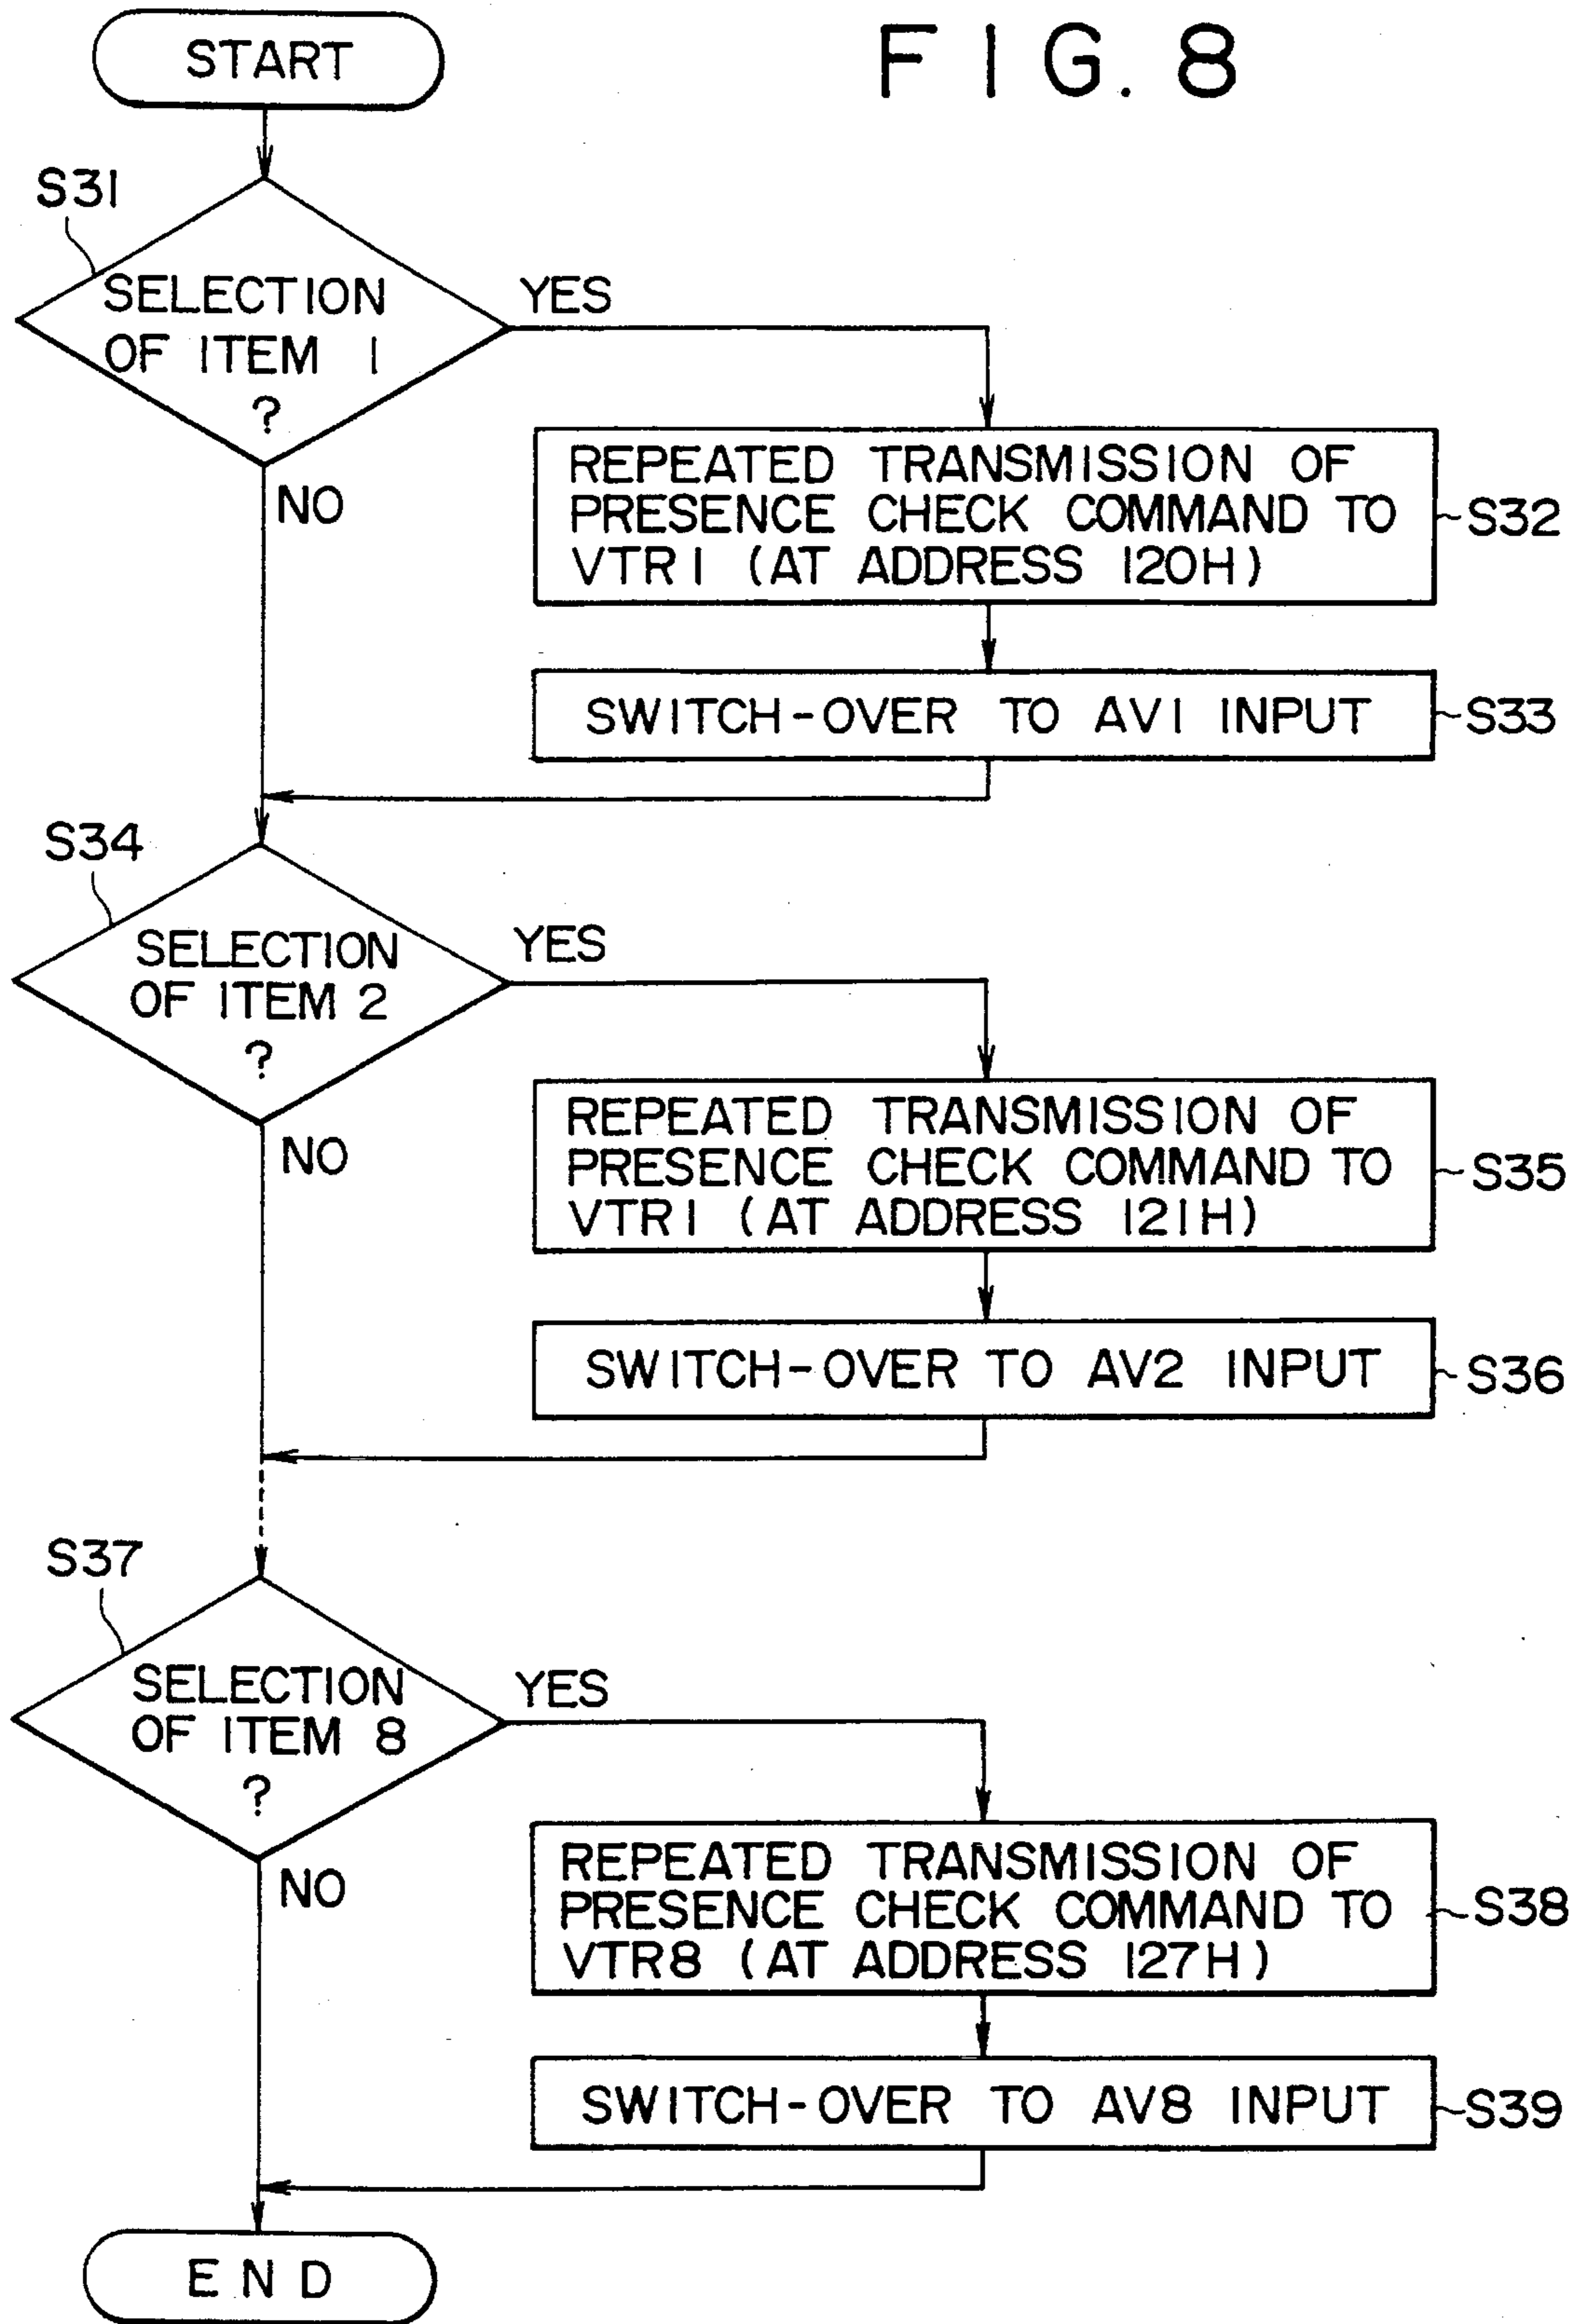 FIG. 8
START
S31
SELECTION
OF ITEM 1
?
YES
NO
REPEATED TRANSMISSION OF
PRESENCE CHECK COMMAND TO
VTR1 (AT ADDRESS 120H)
S32
SWITCH-OVER TO AV1 INPUT
S33
S34
SELECTION
OF ITEM 2
?
YES
NO
REPEATED TRANSMISSION OF
PRESENCE CHECK COMMAND TO
VTR1 (AT ADDRESS 121H)
S35
SWITCH-OVER TO AV2 INPUT
S36
S37
SELECTION
OF ITEM 8
?
YES
NO
REPEATED TRANSMISSION OF
PRESENCE CHECK COMMAND TO
VTR8 (AT ADDRESS 127H)
S38
SWITCH-OVER TO AV8 INPUT
S39
END